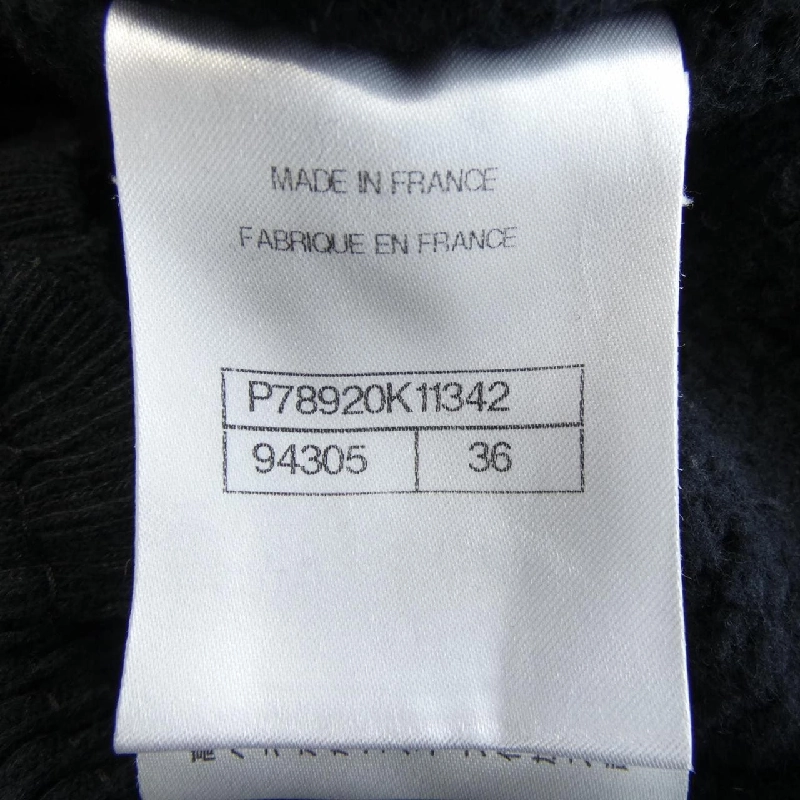 MADE IN FRANCE
FABRIQUE EN FRANCE
P78920K11342
94305 36